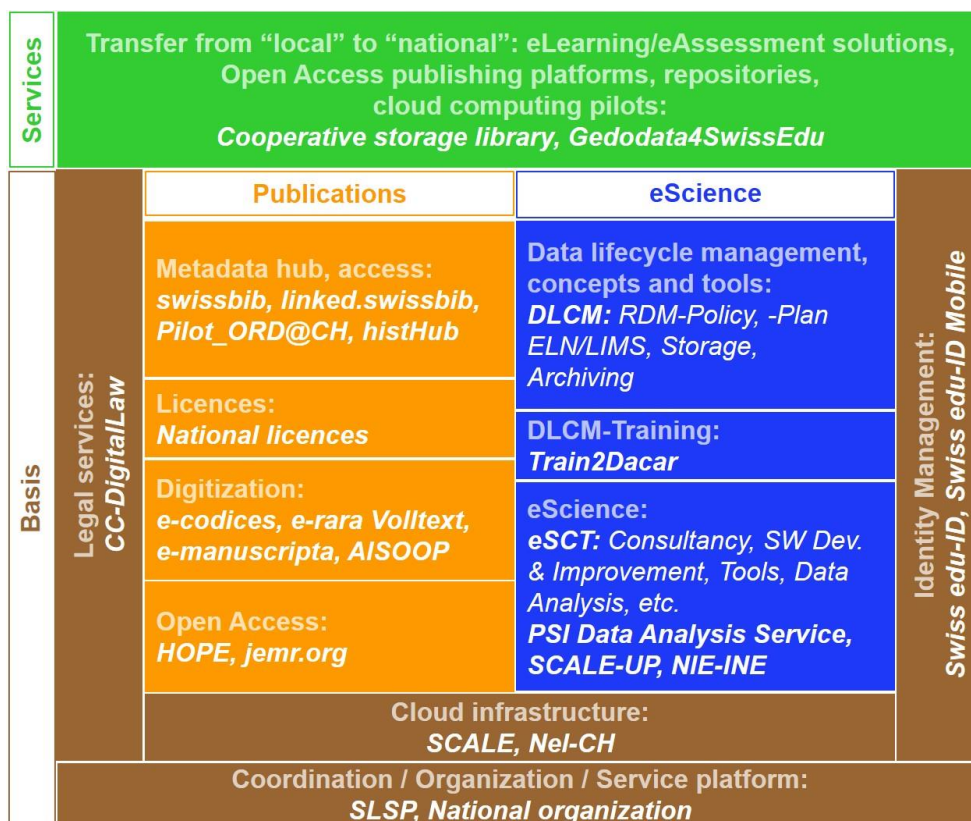 Services
Transfer from “local” to “national”: eLearning/eAssessment solutions,
Open Access publishing platforms, repositories,
cloud computing pilots:
Cooperative storage library, Gedodata4SwissEdu
Basis
Legal services:
CC-DigitalLaw
Publications
Metadata hub, access:
swissbib, linked.swissbib,
Pilot_ORD@CH, histHub
Licences:
National licences
Digitization:
e-codices, e-rara Volltext,
e-manuscripta, AISOOP
Open Access:
HOPE, jemr.org
eScience
Data lifecycle management,
concepts and tools:
DLCM: RDM-Policy, -Plan
ELN/LIMS, Storage,
Archiving
DLCM-Training:
Train2Dacar
eScience:
eSCT: Consultancy, SW Dev.
& Improvement, Tools, Data
Analysis, etc.
PSI Data Analysis Service,
SCALE-UP, NIE-INE
Identity Management:
Swiss edu-ID, Swiss edu-ID Mobile
Cloud infrastructure:
SCALE, Nel-CH
Coordination / Organization / Service platform:
SLSP, National organization